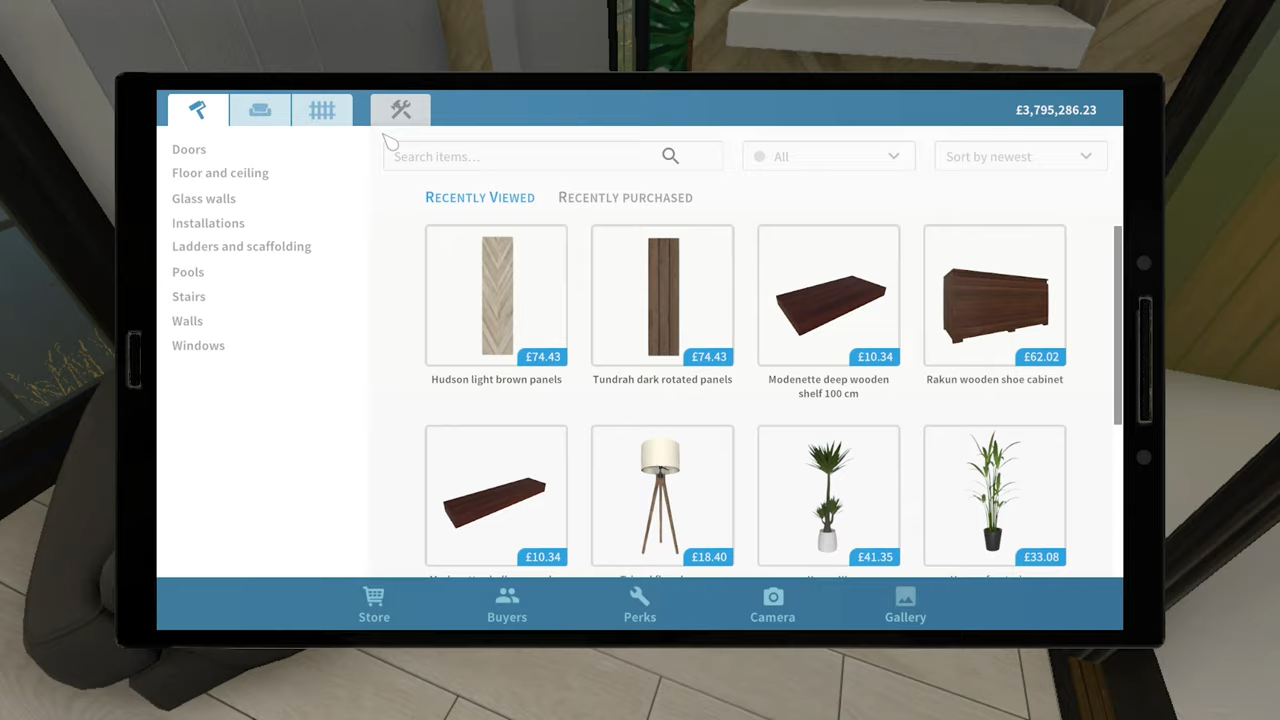 £3,795,286.23
Search items...
All
Sort by newest
Doors
Floor and ceiling
Glass walls
Installations
Ladders and scaffolding
Pools
Stairs
Walls
Windows
RECENTLY VIEWED
RECENTLY PURCHASED
£74.43
£74.43
£10.34
£62.02
Hudson light brown panels
Tundrah dark rotated panels
Modenette deep wooden
shelf 100 cm
Rakun wooden shoe cabinet
£10.34
£18.40
£41.35
£33.08
Store
Buyers
Perks
Camera
Gallery